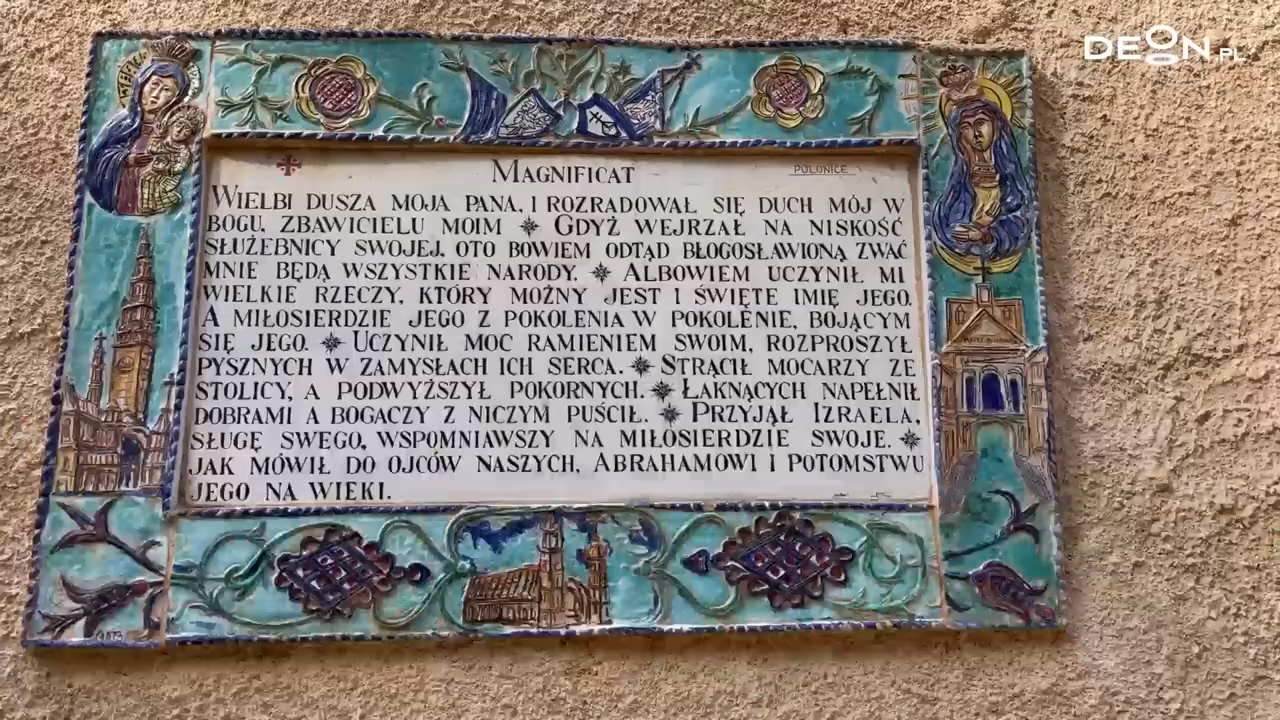 DEON.PL
MAGNIFICAT
POLONICE
WIELBI DUSZA MOJA PANA, I ROZRADOWAŁ SIĘ DUCH MÓJ W
BOGU, ZBAWICIELU MOIM ✴ GDYŻ WEJRZAŁ NA NISKOŚĆ
SŁUŻEBNICY SWOJEJ. OTO BOWIEM ODTĄD BŁOGOSŁAWIONĄ ZWAĆ
MNIE BĘDĄ WSZYSTKIE NARODY. ✴ ALBOWIEM UCZYNIŁ MI
WIELKIE RZECZY, KTÓRY MOŻNY JEST I ŚWIĘTE IMIĘ JEGO.
A MIŁOSIERDZIE JEGO Z POKOLENIA W POKOLENIE, BOJĄCYM
SIĘ JEGO. ✴ UCZYNIŁ MOC RAMIENIEM SWOIM, ROZPROSZYŁ
PYSZNYCH W ZAMYSŁACH ICH SERCA. ✴ STRĄCIŁ MOCARZY ZE
STOLICY, A PODWYŻSZYŁ POKORNYCH. ✴ ŁAKNĄCYCH NAPEŁNIŁ
DOBRAMI A BOGACZY Z NICZYM PUŚCIŁ. ✴ PRZYJĄŁ IZRAELA,
SŁUGĘ SWEGO, WSPOMNIAWSZY NA MIŁOSIERDZIE SWOJE. ✴
JAK MÓWIŁ DO OJCÓW NASZYCH, ABRAHAMOWI I POTOMSTWU
JEGO NA WIEKI.